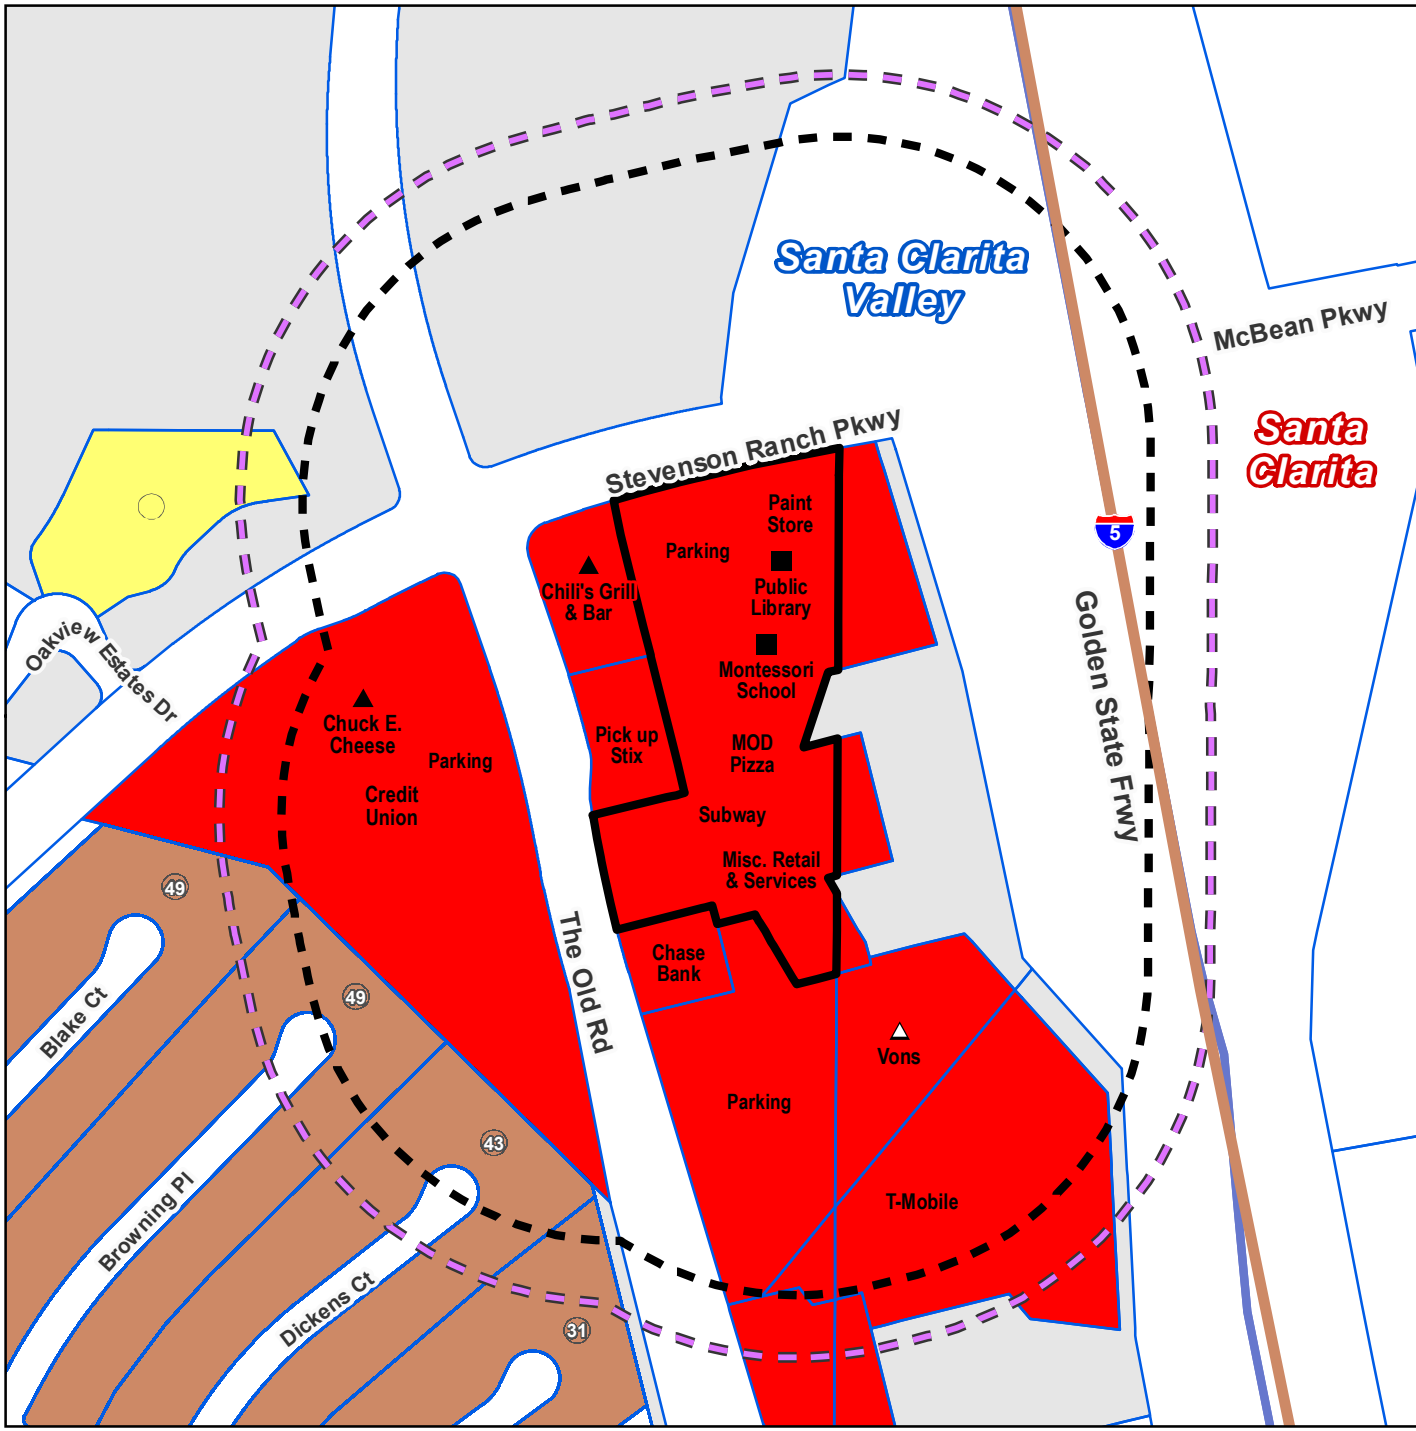 Santa Clarita
Valley
McBean Pkwy
Santa
Clarita
Stevenson Ranch Pkwy
5
Paint
Store
Parking
Public
Library
Chili's Grill
& Bar
Montessori
School
Oakview Estates Dr
Golden State Frwy
Chuck E.
Cheese
Parking
Pick up
Stix
MOD
Pizza
Credit
Union
Subway
Misc. Retail
& Services
49
The Old Rd
Chase
Bank
49
Blake Ct
Vons
Parking
43
T-Mobile
Browning Pl
Dickens Ct
31